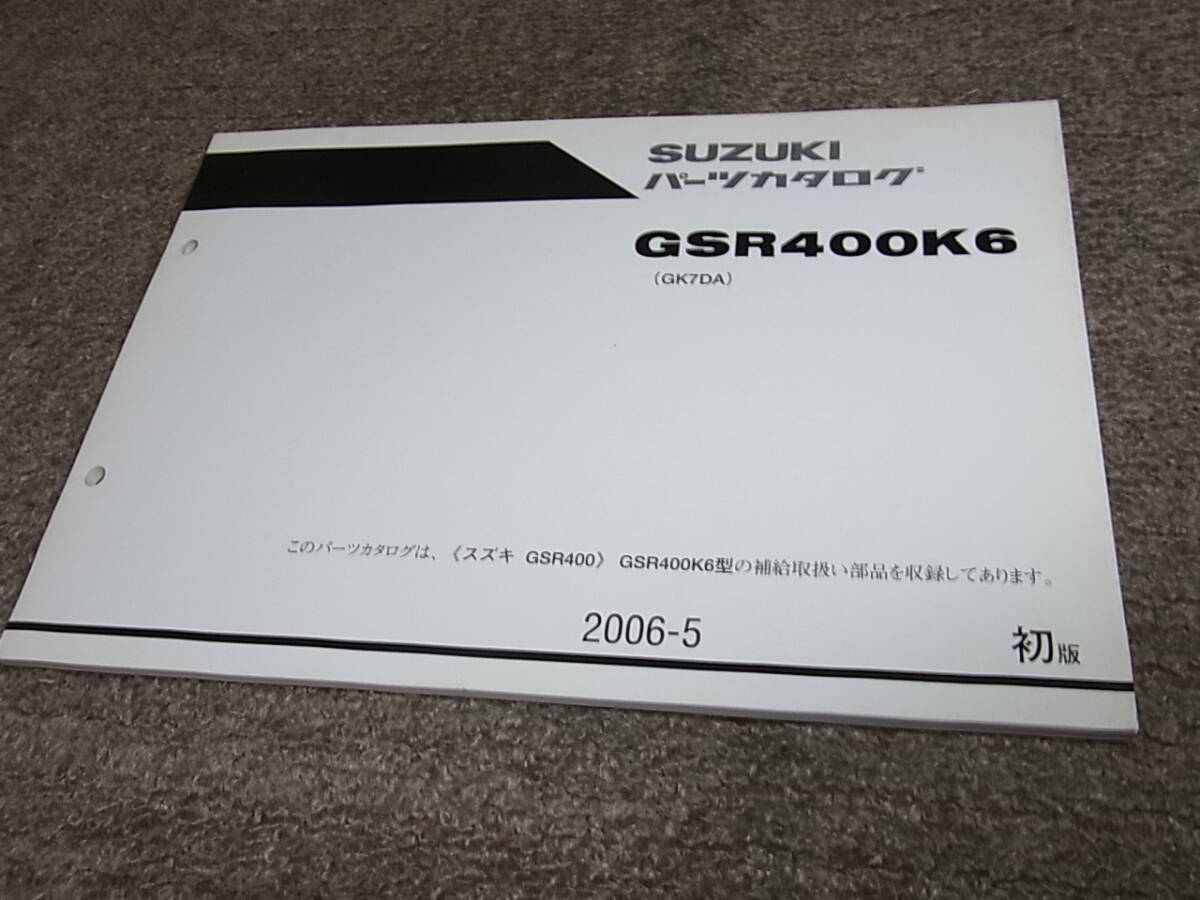 SUZUKI
パーツカタログ
GSR400K6
(GK7DA)
このパーツカタログは、《スズキ GSR400》 GSR400K6型の補給取扱い部品を収録してあります。
2006-5
初版